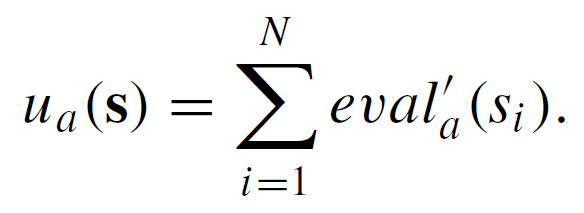 u_a(𝐬) = \sum_{i=1}^{N} eval'_a(s_i).